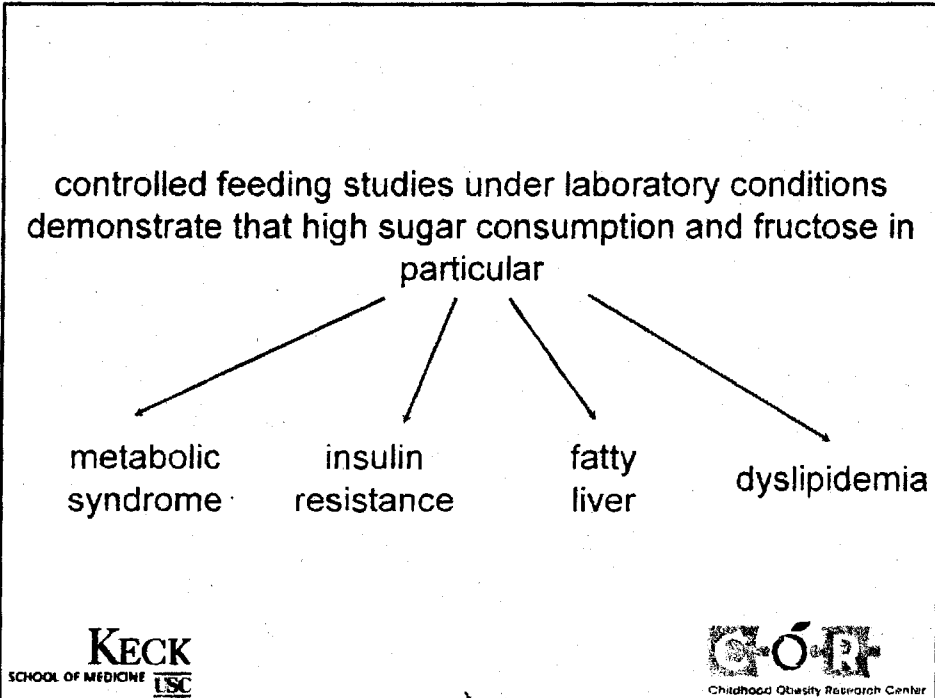 controlled feeding studies under laboratory conditions
demonstrate that high sugar consumption and fructose in
particular
metabolic
syndrome
insulin
resistance
fatty
liver
dyslipidemia
KECK
SCHOOL OF MEDICINE USC
C-O-R-
Childhood Obesity Research Center